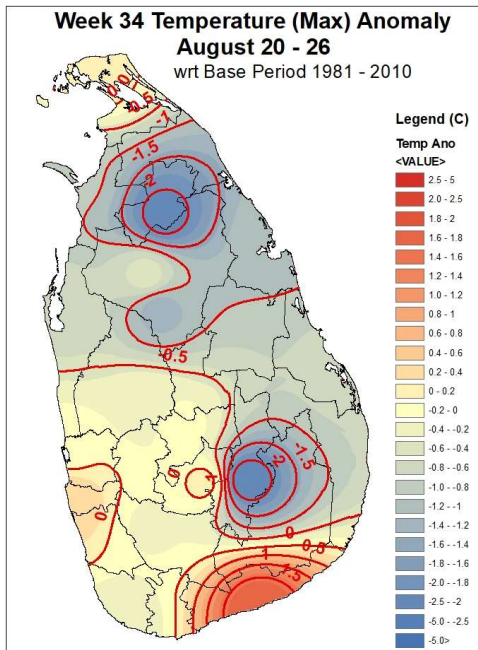 Week 34 Temperature (Max) Anomaly
August 20 - 26
wrt Base Period 1981 - 2010
Legend (C)
Temp Ano
<VALUE>
2.5 - 5
2.0 - 2.5
1.8 - 2
1.6 - 1.8
1.4 - 1.6
1.2 - 1.4
1.0 - 1.2
0.8 - 1
0.6 - 0.8
0.4 - 0.6
0.2 - 0.4
0 - 0.2
-0.2 - 0
-0.4 - -0.2
-0.6 - -0.4
-0.8 - -0.6
-1.0 - -0.8
-1.2 - -1
-1.4 - -1.2
-1.6 - -1.4
-1.8 - -1.6
-2.0 - -1.8
-2.5 - -2
-5.0 - -2.5
-5.0>
0
0
-0.5
-1
-1.5
-2
-0.5
-1.5
-2
0
-1
0
0
0.5
1
1.5